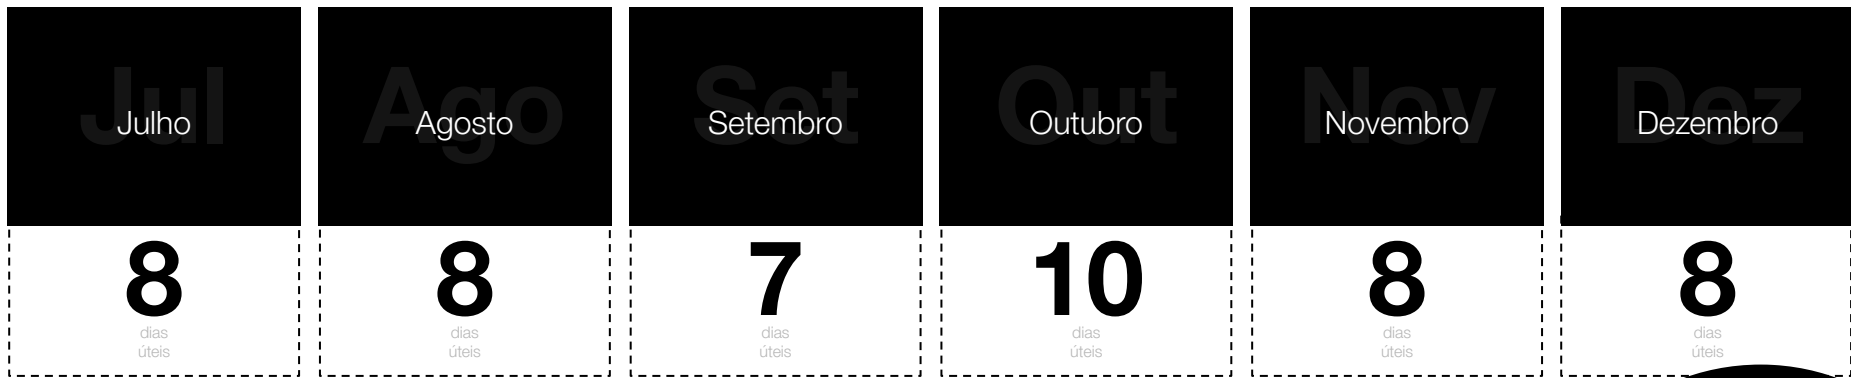 Jul
Julho
8
dias
úteis
Ago
Agosto
8
dias
úteis
Set
Setembro
7
dias
úteis
Out
Outubro
10
dias
úteis
Nov
Novembro
8
dias
úteis
Dez
Dezembro
8
dias
úteis